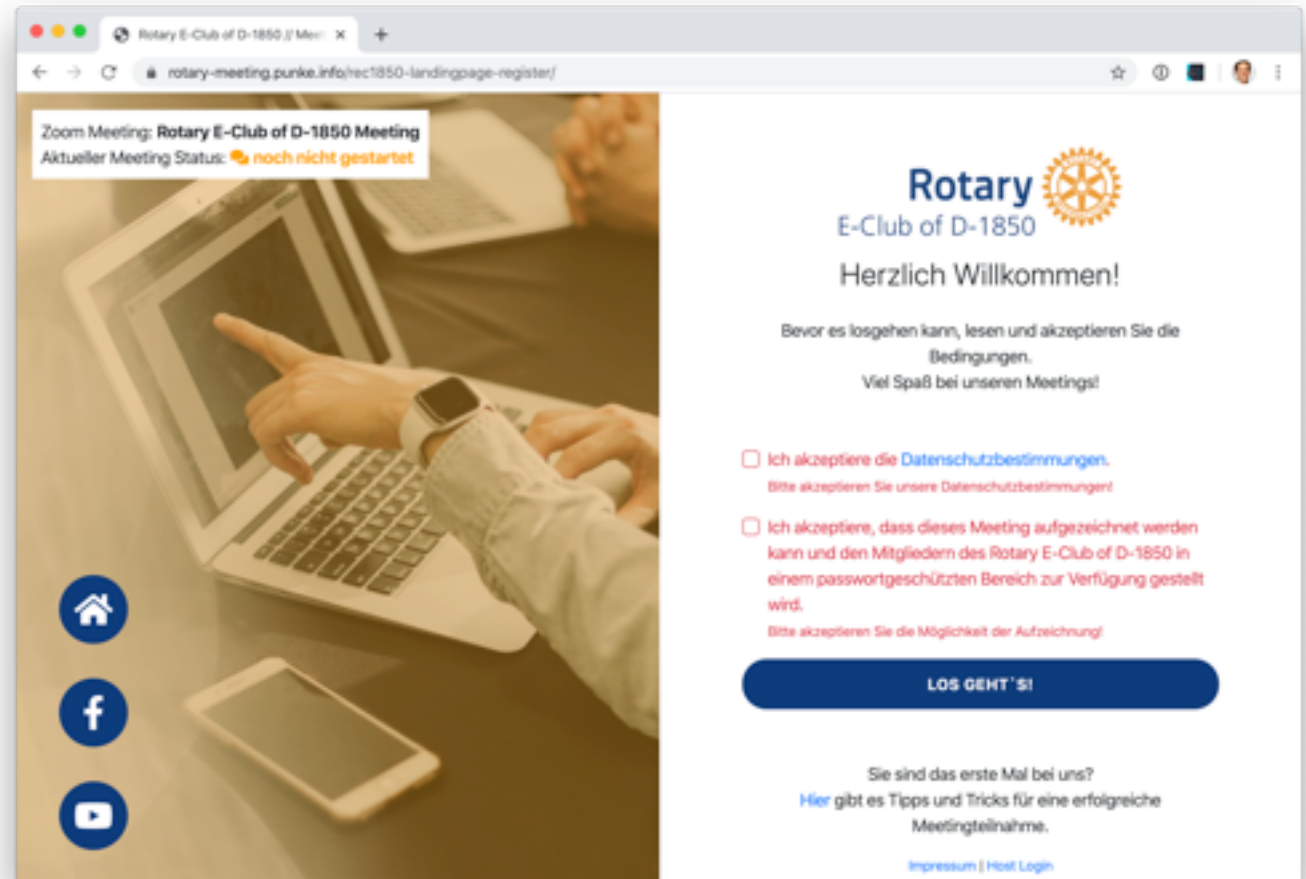 Rotary E-Club of D-1850 // Meet
rotary-meeting.punke.info/rec1850-landingpage-register/
Zoom Meeting: Rotary E-Club of D-1850 Meeting
Aktueller Meeting Status: noch nicht gestartet
Rotary
E-Club of D-1850
Herzlich Willkommen!
Bevor es losgehen kann, lesen und akzeptieren Sie die
Bedingungen.
Viel Spaß bei unseren Meetings!
Ich akzeptiere die Datenschutzbestimmungen.
Bitte akzeptieren Sie unsere Datenschutzbestimmungen!
Ich akzeptiere, dass dieses Meeting aufgezeichnet werden
kann und den Mitgliedern des Rotary E-Club of D-1850 in
einem passwortgeschützten Bereich zur Verfügung gestellt
wird.
Bitte akzeptieren Sie die Möglichkeit der Aufzeichnung!
LOS GEHT`S!
Sie sind das erste Mal bei uns?
Hier gibt es Tipps und Tricks für eine erfolgreiche
Meetingteilnahme.
Impressum | Host Login